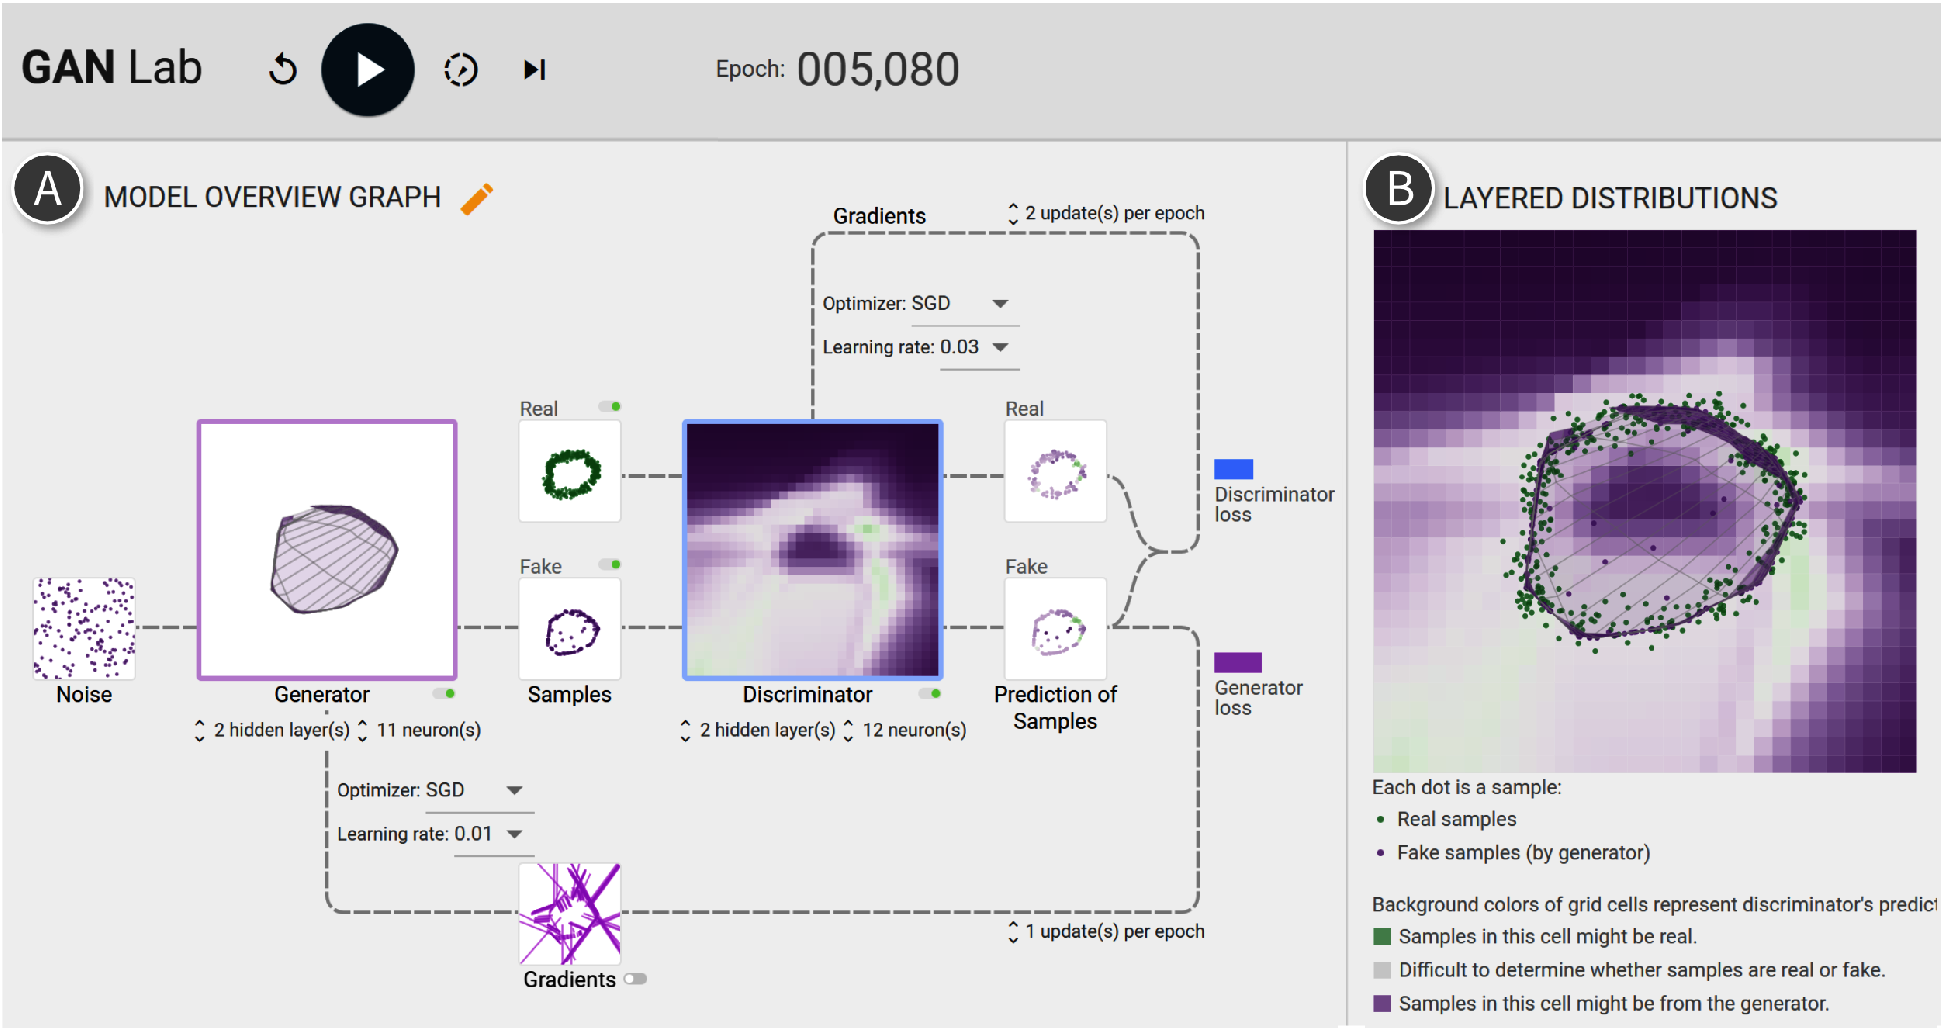 GAN Lab
Epoch: 005,080
A
MODEL OVERVIEW GRAPH
Gradients
2 update(s) per epoch
Optimizer: SGD
Learning rate: 0.03
Real
Real
Discriminator
loss
Fake
Fake
Noise
Generator
Samples
Discriminator
Prediction of
Samples
Generator
loss
2 hidden layer(s)
11 neuron(s)
2 hidden layer(s)
12 neuron(s)
Optimizer: SGD
Learning rate: 0.01
1 update(s) per epoch
Gradients
B
LAYERED DISTRIBUTIONS
Each dot is a sample:
Real samples
Fake samples (by generator)
Background colors of grid cells represent discriminator's predict
Samples in this cell might be real.
Difficult to determine whether samples are real or fake.
Samples in this cell might be from the generator.